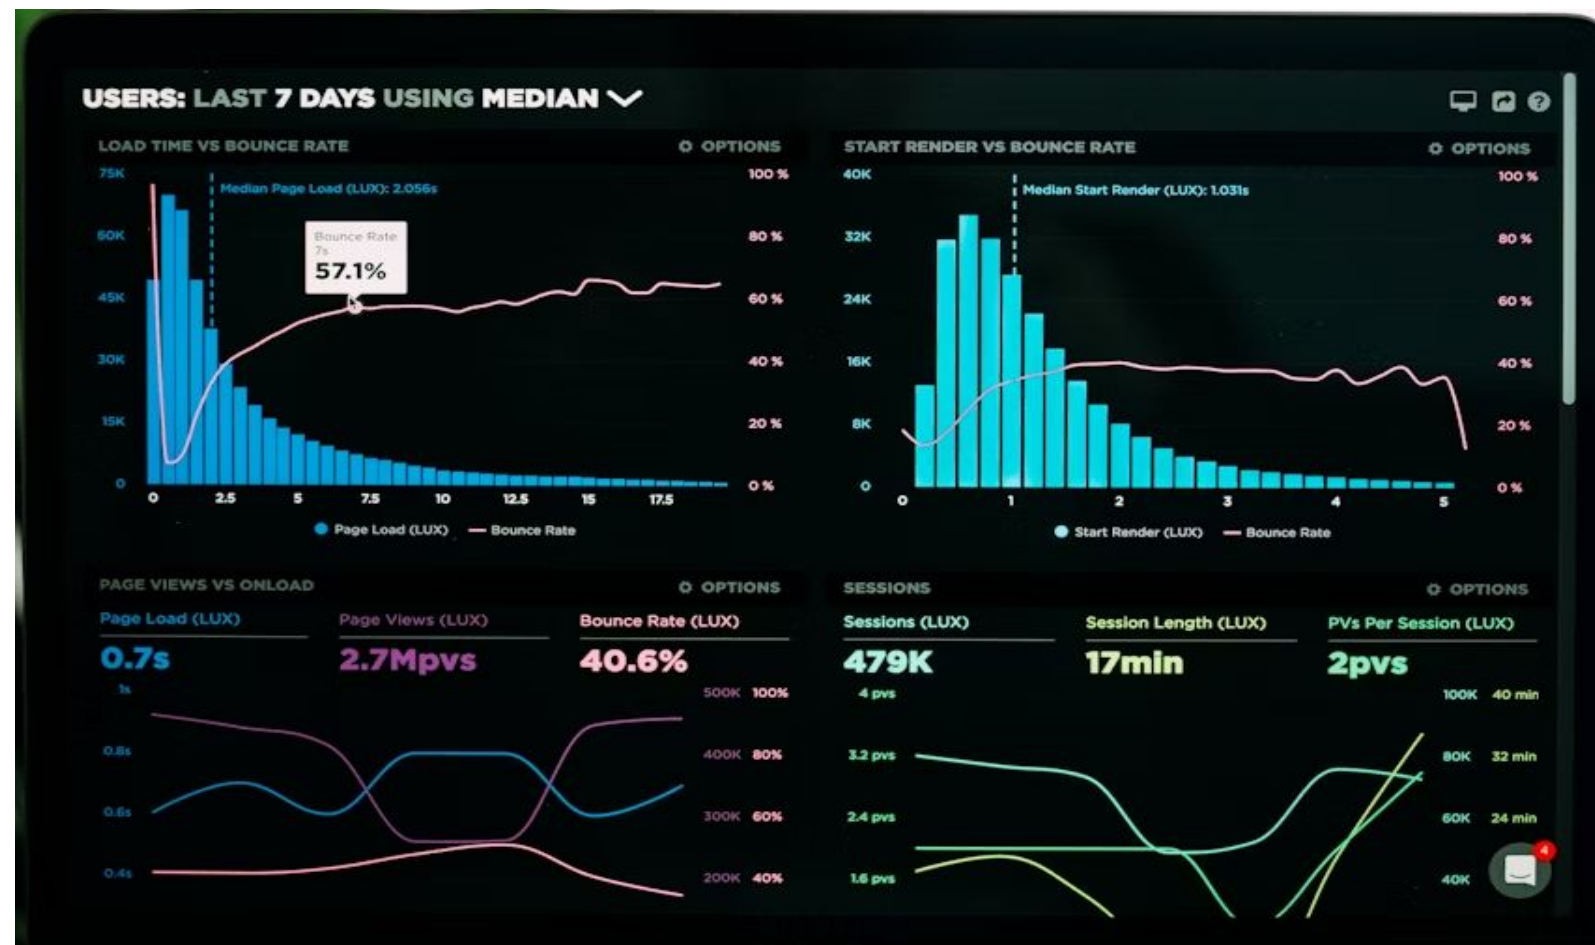 USERS: LAST 7 DAYS USING MEDIAN
LOAD TIME VS BOUNCE RATE
OPTIONS
75K
60K
45K
30K
15K
0
Median Page Load (LUX): 2.056s
Bounce Rate
7s
57.1%
100 %
80 %
60 %
40 %
20 %
0 %
0 2.5 5 7.5 10 12.5 15 17.5
Page Load (LUX) Bounce Rate
START RENDER VS BOUNCE RATE
OPTIONS
40K
32K
24K
16K
8K
0
Median Start Render (LUX): 1.031s
100 %
80 %
60 %
40 %
20 %
0 %
0 1 2 3 4 5
Start Render (LUX) Bounce Rate
PAGE VIEWS VS ONLOAD
OPTIONS
Page Load (LUX) Page Views (LUX) Bounce Rate (LUX)
0.7s 2.7Mpvs 40.6%
1s
0.8s
0.6s
0.4s
500K 100%
400K 80%
300K 60%
200K 40%
SESSIONS
OPTIONS
Sessions (LUX) Session Length (LUX) PVs Per Session (LUX)
479K 17min 2pvs
4 pvs
3.2 pvs
2.4 pvs
1.6 pvs
100K 40 min
80K 32 min
60K 24 min
40K
4